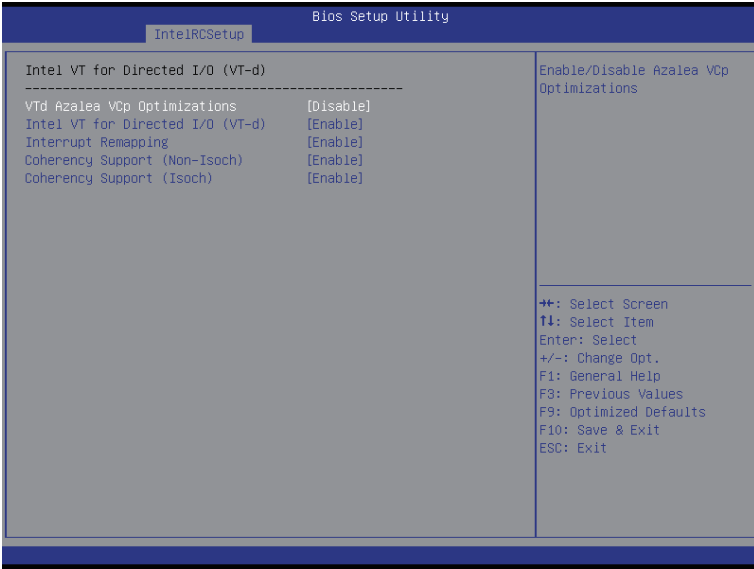 Bios Setup Utility
IntelRCSetup
Intel VT for Directed I/O (VT-d)
--------------------------------------------------
VTd Azalea VCp Optimizations [Disable]
Intel VT for Directed I/O (VT-d) [Enable]
Interrupt Remapping [Enable]
Coherency Support (Non-Isoch) [Enable]
Coherency Support (Isoch) [Enable]
Enable/Disable Azalea VCp
Optimizations
→←: Select Screen
↑↓: Select Item
Enter: Select
+/-: Change Opt.
F1: General Help
F3: Previous Values
F9: Optimized Defaults
F10: Save & Exit
ESC: Exit